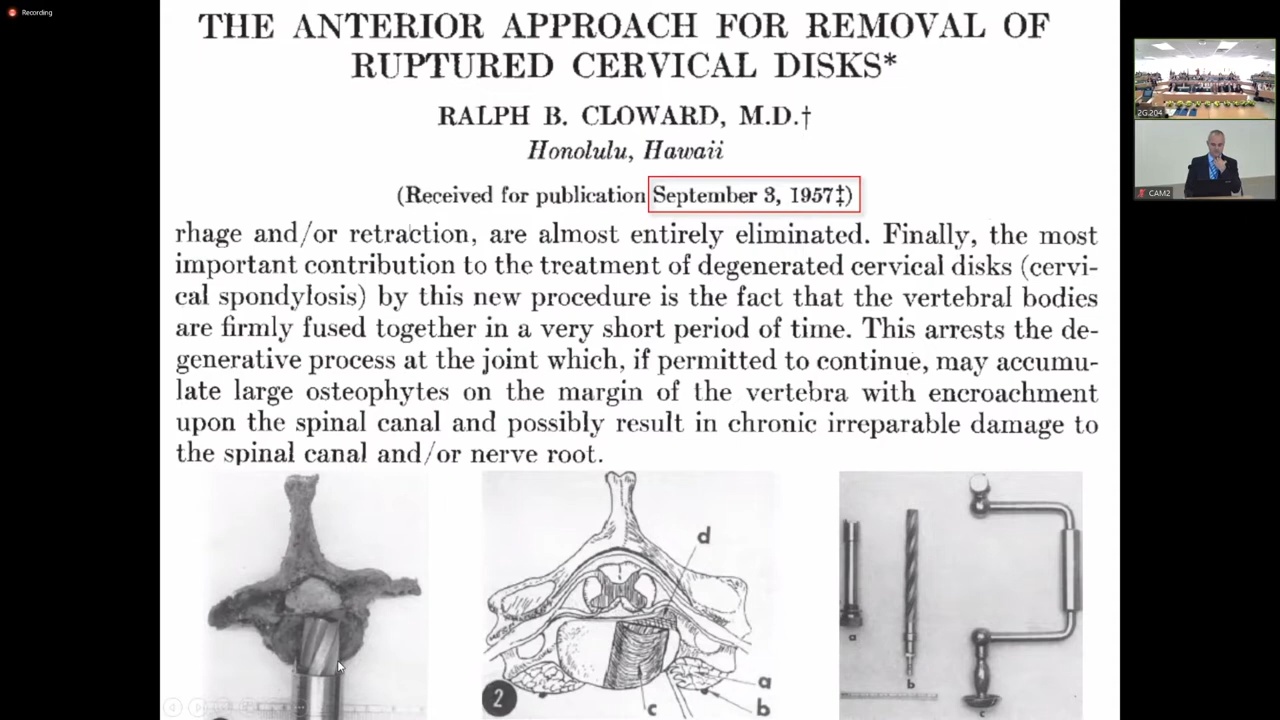 Recording
THE ANTERIOR APPROACH FOR REMOVAL OF
RUPTURED CERVICAL DISKS*
RALPH B. CLOWARD, M.D.†
Honolulu, Hawaii
(Received for publication September 3, 1957‡)
rhage and/or retraction, are almost entirely eliminated. Finally, the most
important contribution to the treatment of degenerated cervical disks (cervi-
cal spondylosis) by this new procedure is the fact that the vertebral bodies
are firmly fused together in a very short period of time. This arrests the de-
generative process at the joint which, if permitted to continue, may accumu-
late large osteophytes on the margin of the vertebra with encroachment
upon the spinal canal and possibly result in chronic irreparable damage to
the spinal canal and/or nerve root.
d
a
b
c
2
a
b
c
2G.204
CAM2